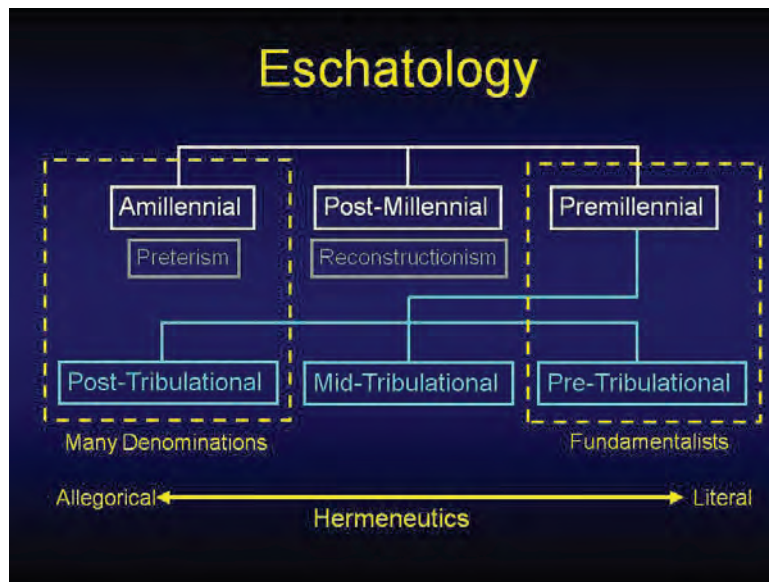 Eschatology
Amillennial
Post-Millennial
Premillennial
Preterism
Reconstructionism
Post-Tribulational
Mid-Tribulational
Pre-Tribulational
Many Denominations
Fundamentalists
Allegorical
Literal
Hermeneutics